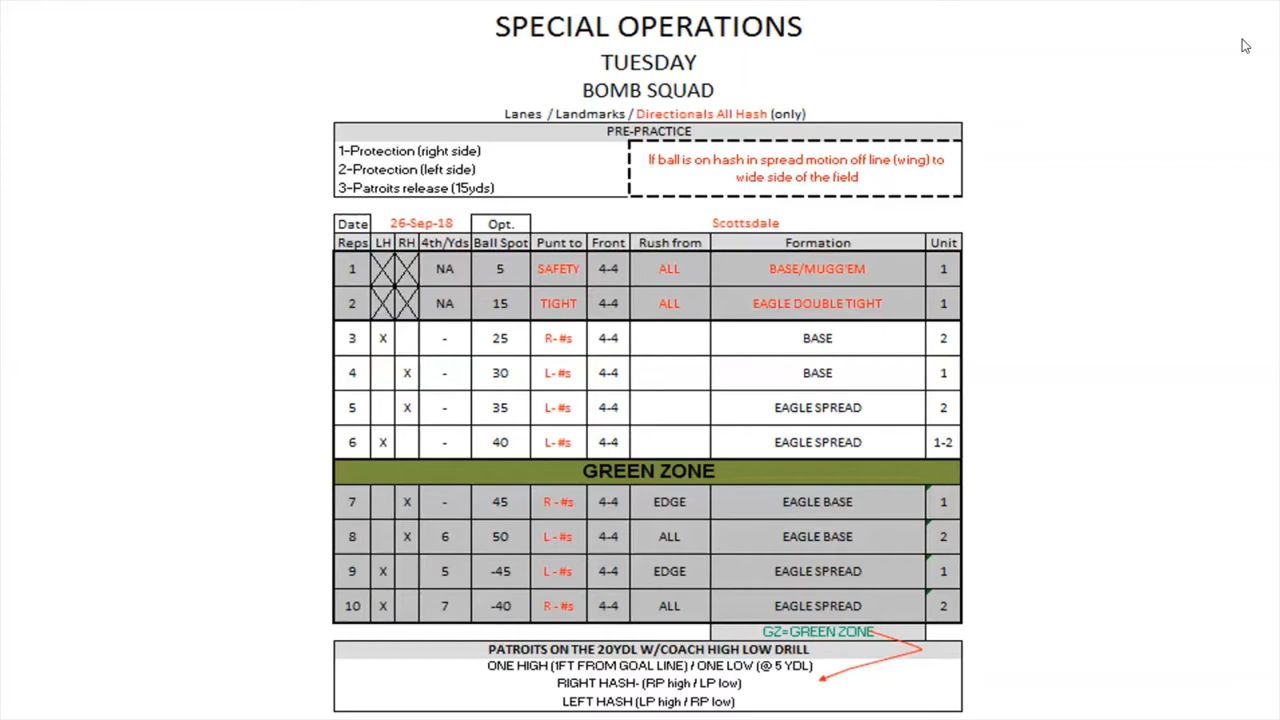 SPECIAL OPERATIONS
TUESDAY
BOMB SQUAD
Lanes / Landmarks / Directionals All Hash (only)
PRE-PRACTICE
1-Protection (right side)
2-Protection (left side)
3-Patroits release (15yds)
If ball is on hash in spread motion off line (wing) to
wide side of the field
Date 26-Sep-18 Opt. Scottsdale
Reps LH RH 4th/Yds Ball Spot Punt to Front Rush from Formation Unit
1 X X NA 5 SAFETY 4-4 ALL BASE/MUGG'EM 1
2 X X NA 15 TIGHT 4-4 ALL EAGLE DOUBLE TIGHT 1
3 X - 25 R- #s 4-4 BASE 2
4 X - 30 L- #s 4-4 BASE 1
5 X - 35 L- #s 4-4 EAGLE SPREAD 2
6 X - 40 L- #s 4-4 EAGLE SPREAD 1-2
GREEN ZONE
7 X - 45 R - #s 4-4 EDGE EAGLE BASE 1
8 X 6 50 L - #s 4-4 ALL EAGLE BASE 2
9 X 5 -45 L - #s 4-4 EDGE EAGLE SPREAD 1
10 X 7 -40 R - #s 4-4 ALL EAGLE SPREAD 2
GZ=GREEN ZONE
PATROITS ON THE 20YDL W/COACH HIGH LOW DRILL
ONE HIGH (1FT FROM GOAL LINE) / ONE LOW (@ 5 YDL)
RIGHT HASH- (RP high / LP low)
LEFT HASH (LP high / RP low)